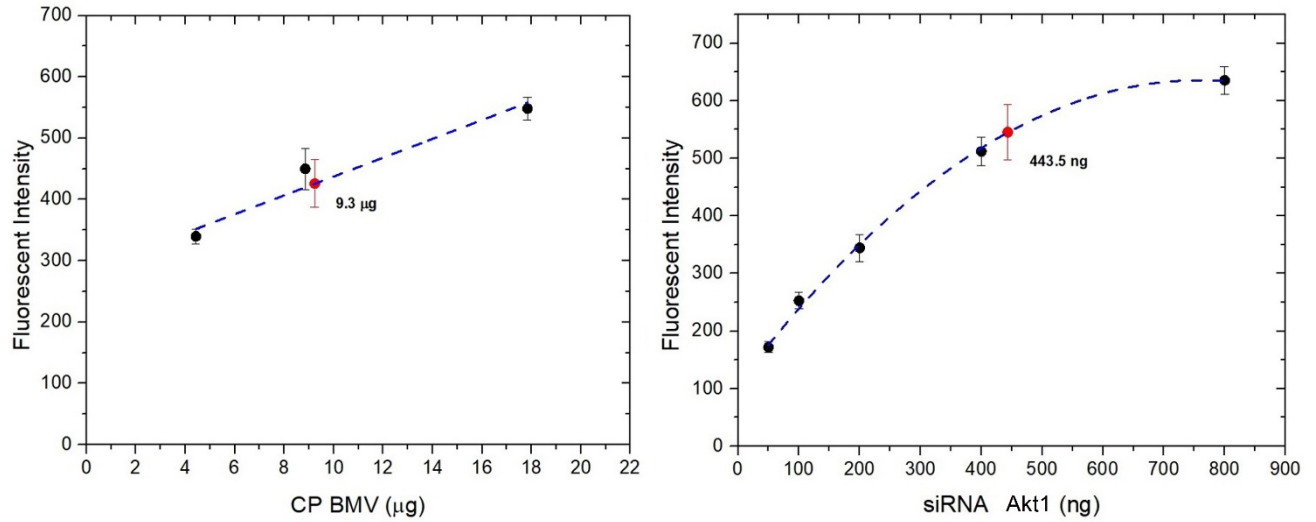 700
600
500
400
300
200
100
0
Fluorescent Intensity
9.3 μg
0 2 4 6 8 10 12 14 16 18 20 22
CP BMV (μg)
700
600
500
400
300
200
100
0
Fluorescent Intensity
443.5 ng
0 100 200 300 400 500 600 700 800 900
siRNA Akt1 (ng)